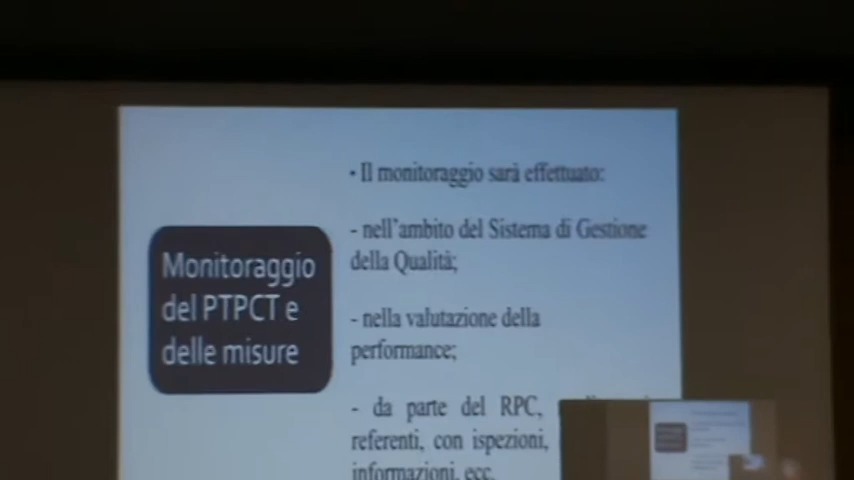 Monitoraggio
del PTPCT e
delle misure
• Il monitoraggio sarà effettuato:
- nell'ambito del Sistema di Gestione
della Qualità;
- nella valutazione della
performance;
- da parte del RPC,
referenti, con ispezioni,
informazioni, ecc.